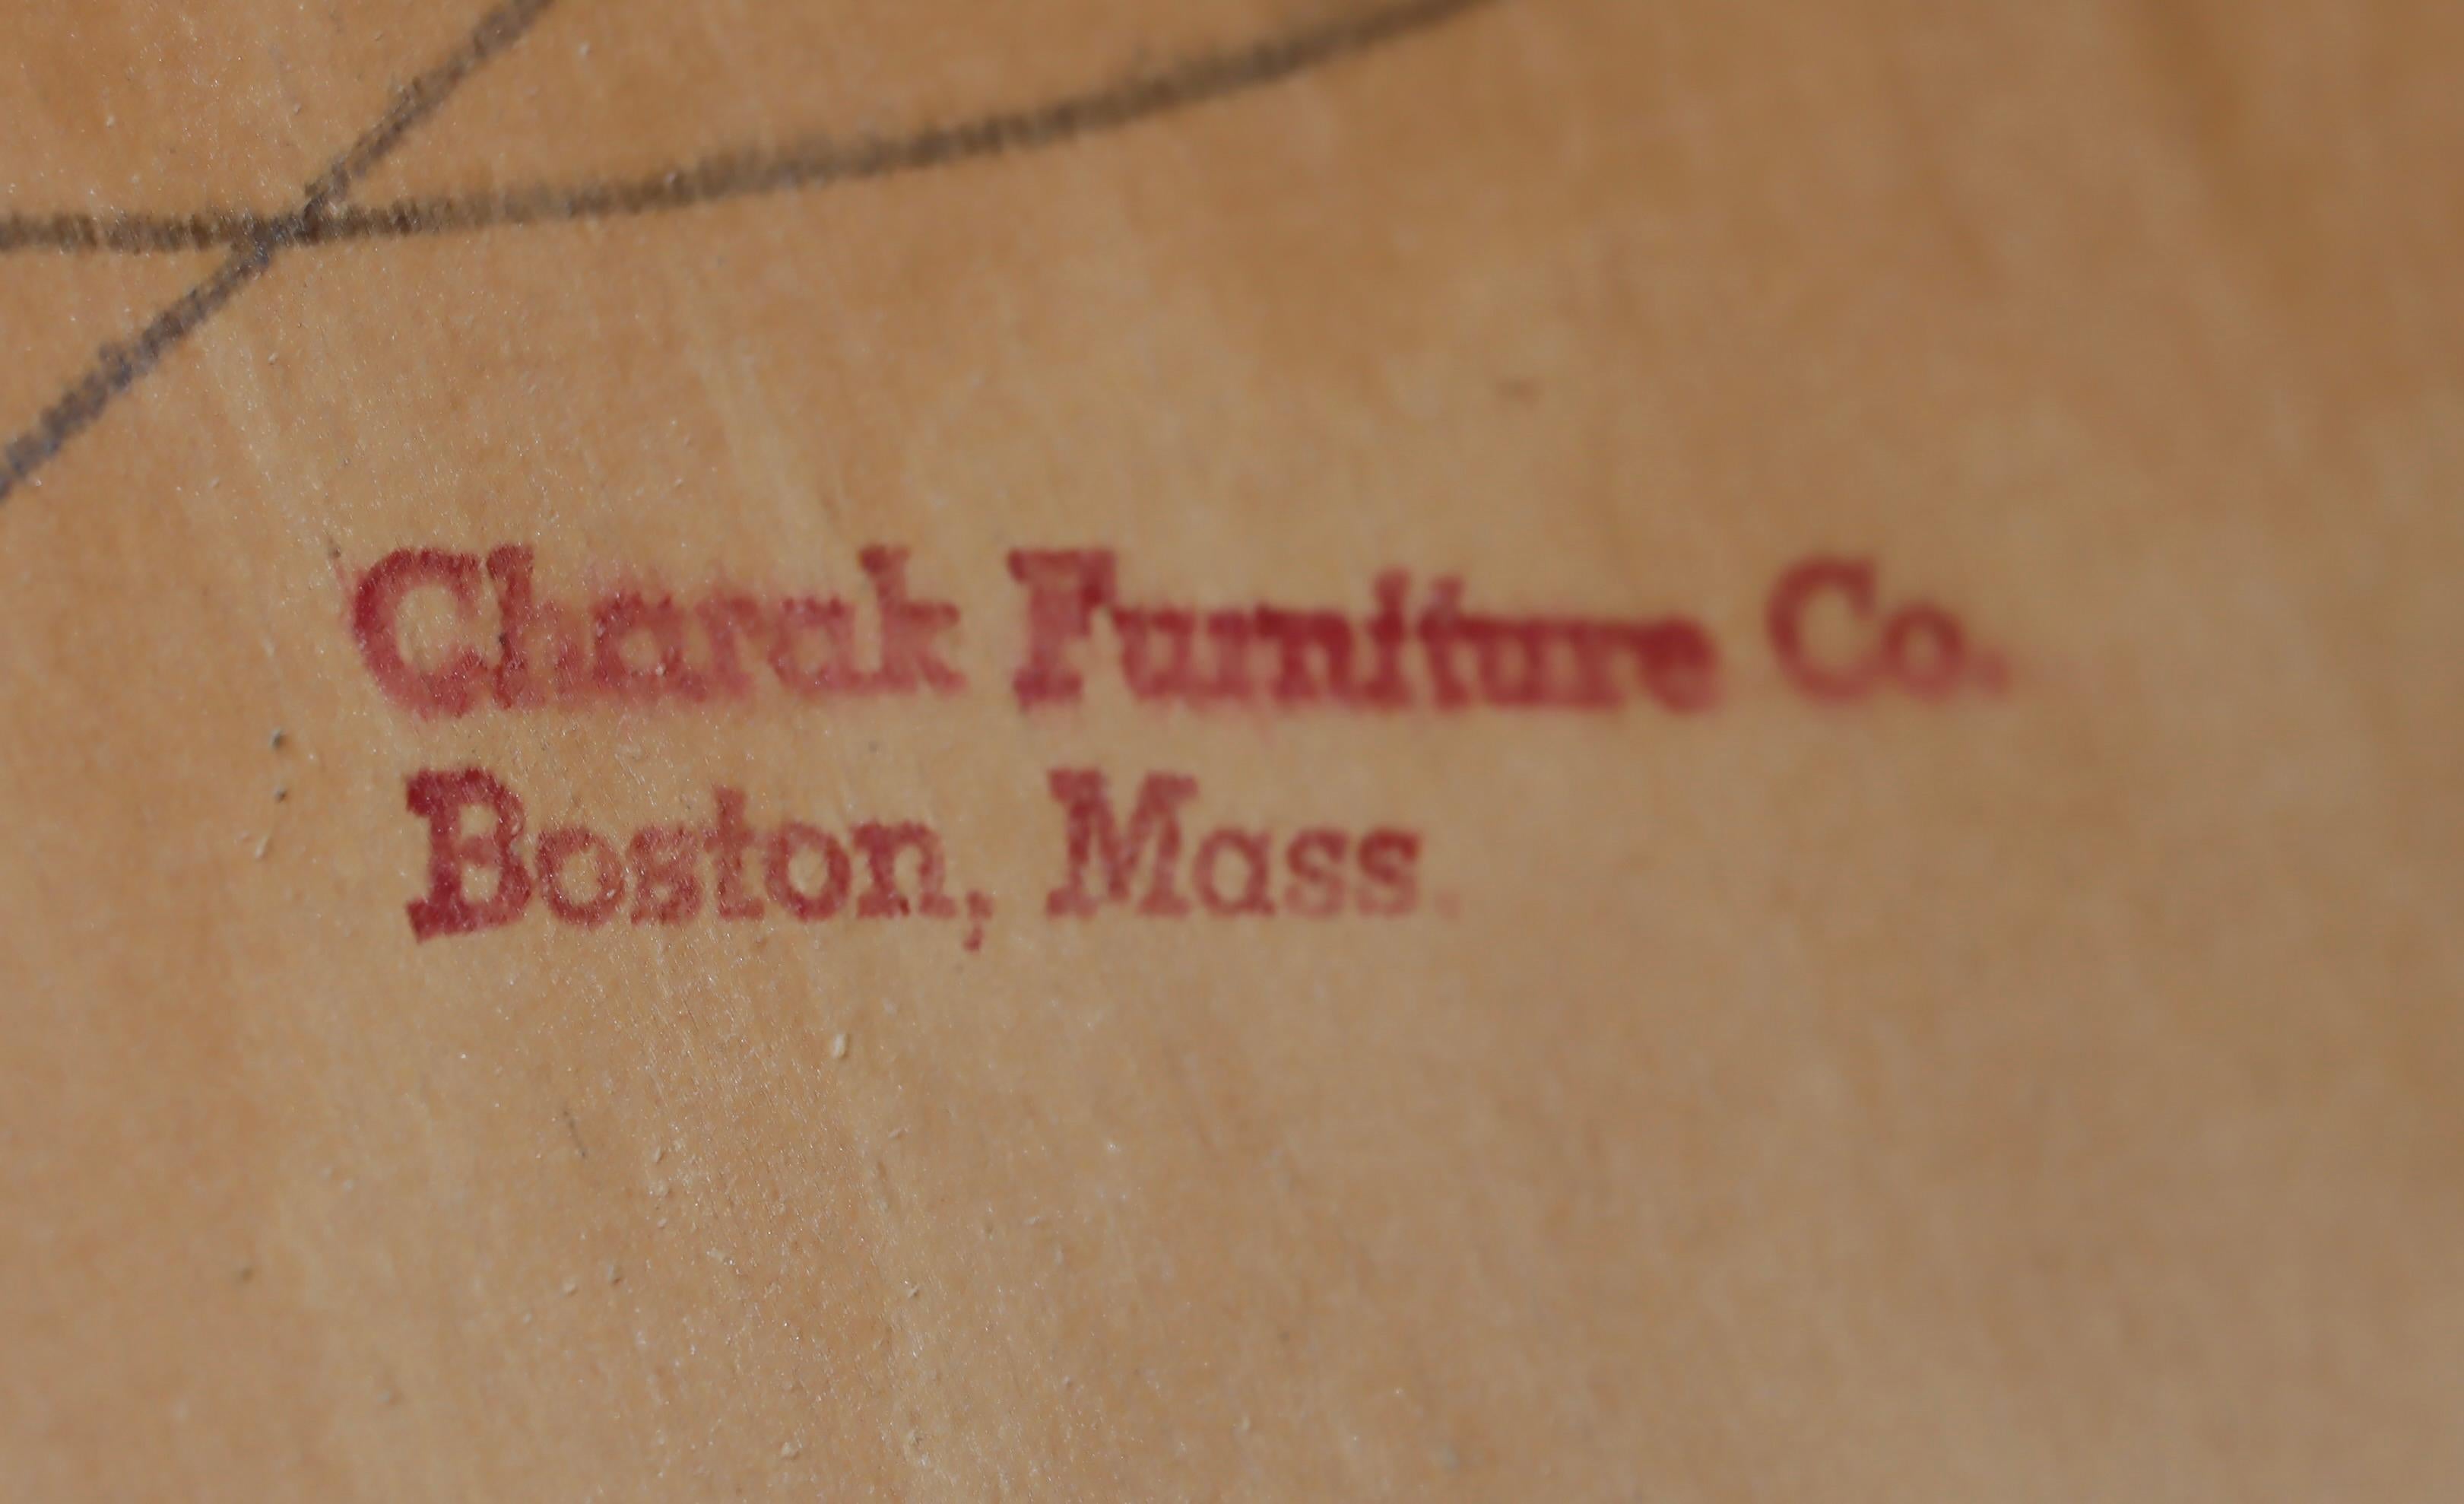 Charak Furniture Co.
Boston, Mass.